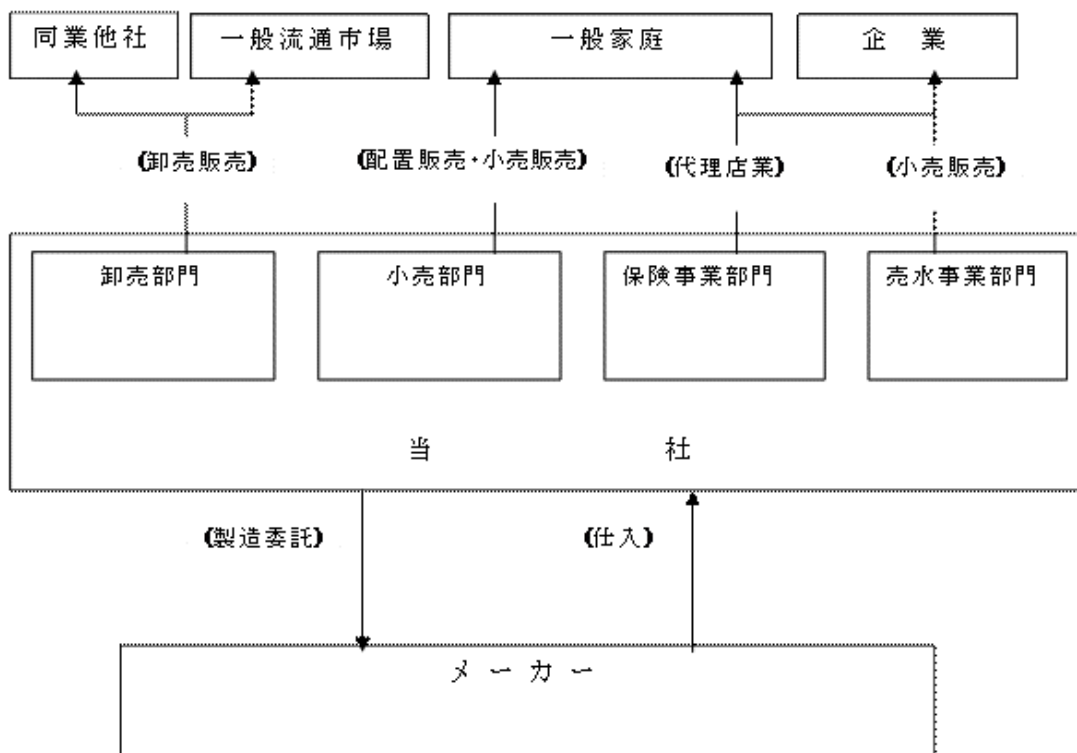 同業他社
一般流通市場
一般家庭
企業
(卸売販売)
(配置販売・小売販売)
(代理店業)
(小売販売)
卸売部門
小売部門
保険事業部門
売水事業部門
当社
(製造委託)
(仕入)
メーカー